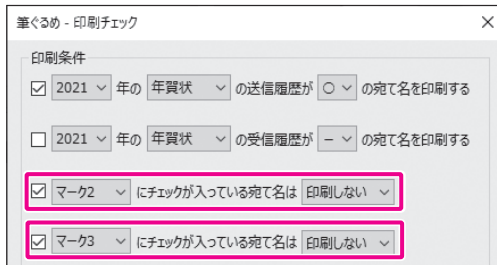 筆ぐるめ - 印刷チェック
印刷条件
2021 年の 年賀状 の送信履歴が ○ の宛て名を印刷する
2021 年の 年賀状 の受信履歴が − の宛て名を印刷する
マーク2 にチェックが入っている宛て名は 印刷しない
マーク3 にチェックが入っている宛て名は 印刷しない